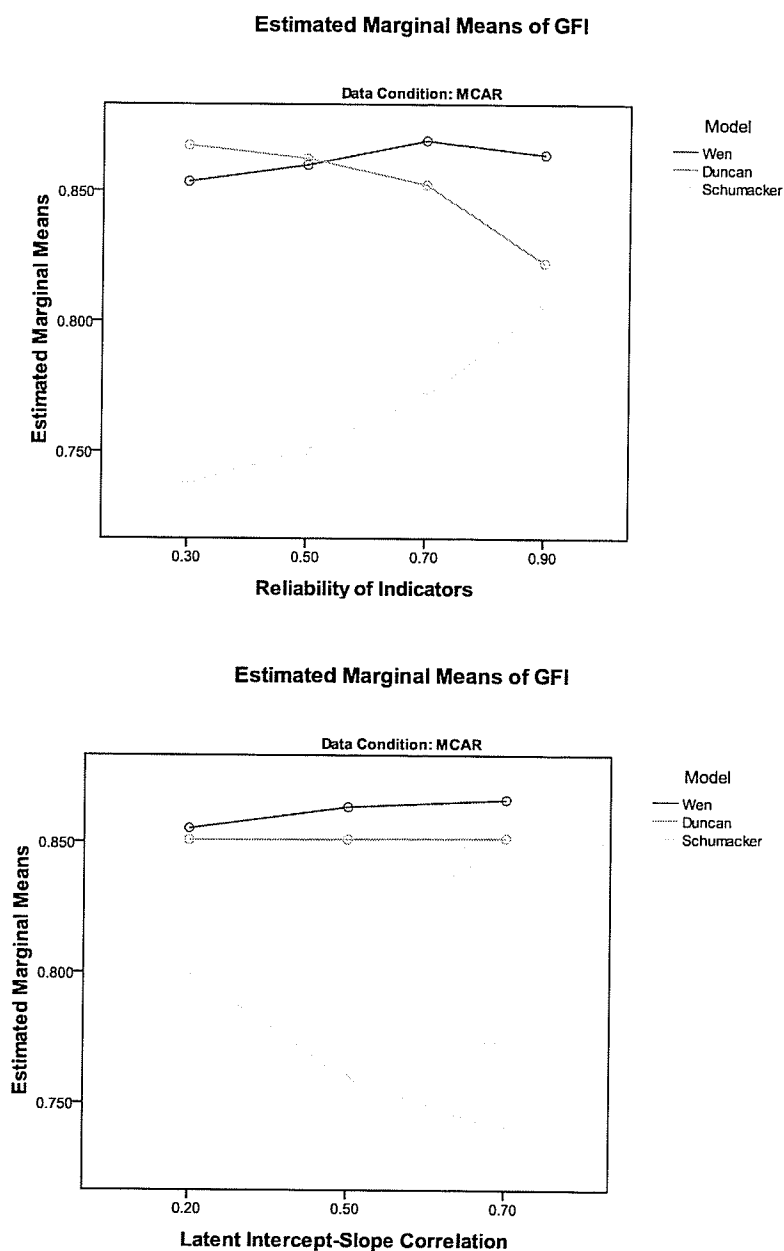 Estimated Marginal Means of GFI
Data Condition: MCAR
Model
Wen
Duncan
Schumacker
Estimated Marginal Means
0.850
0.800
0.750
0.30
0.50
0.70
0.90
Reliability of Indicators
Estimated Marginal Means of GFI
Data Condition: MCAR
Model
Wen
Duncan
Schumacker
Estimated Marginal Means
0.850
0.800
0.750
0.20
0.50
0.70
Latent Intercept-Slope Correlation